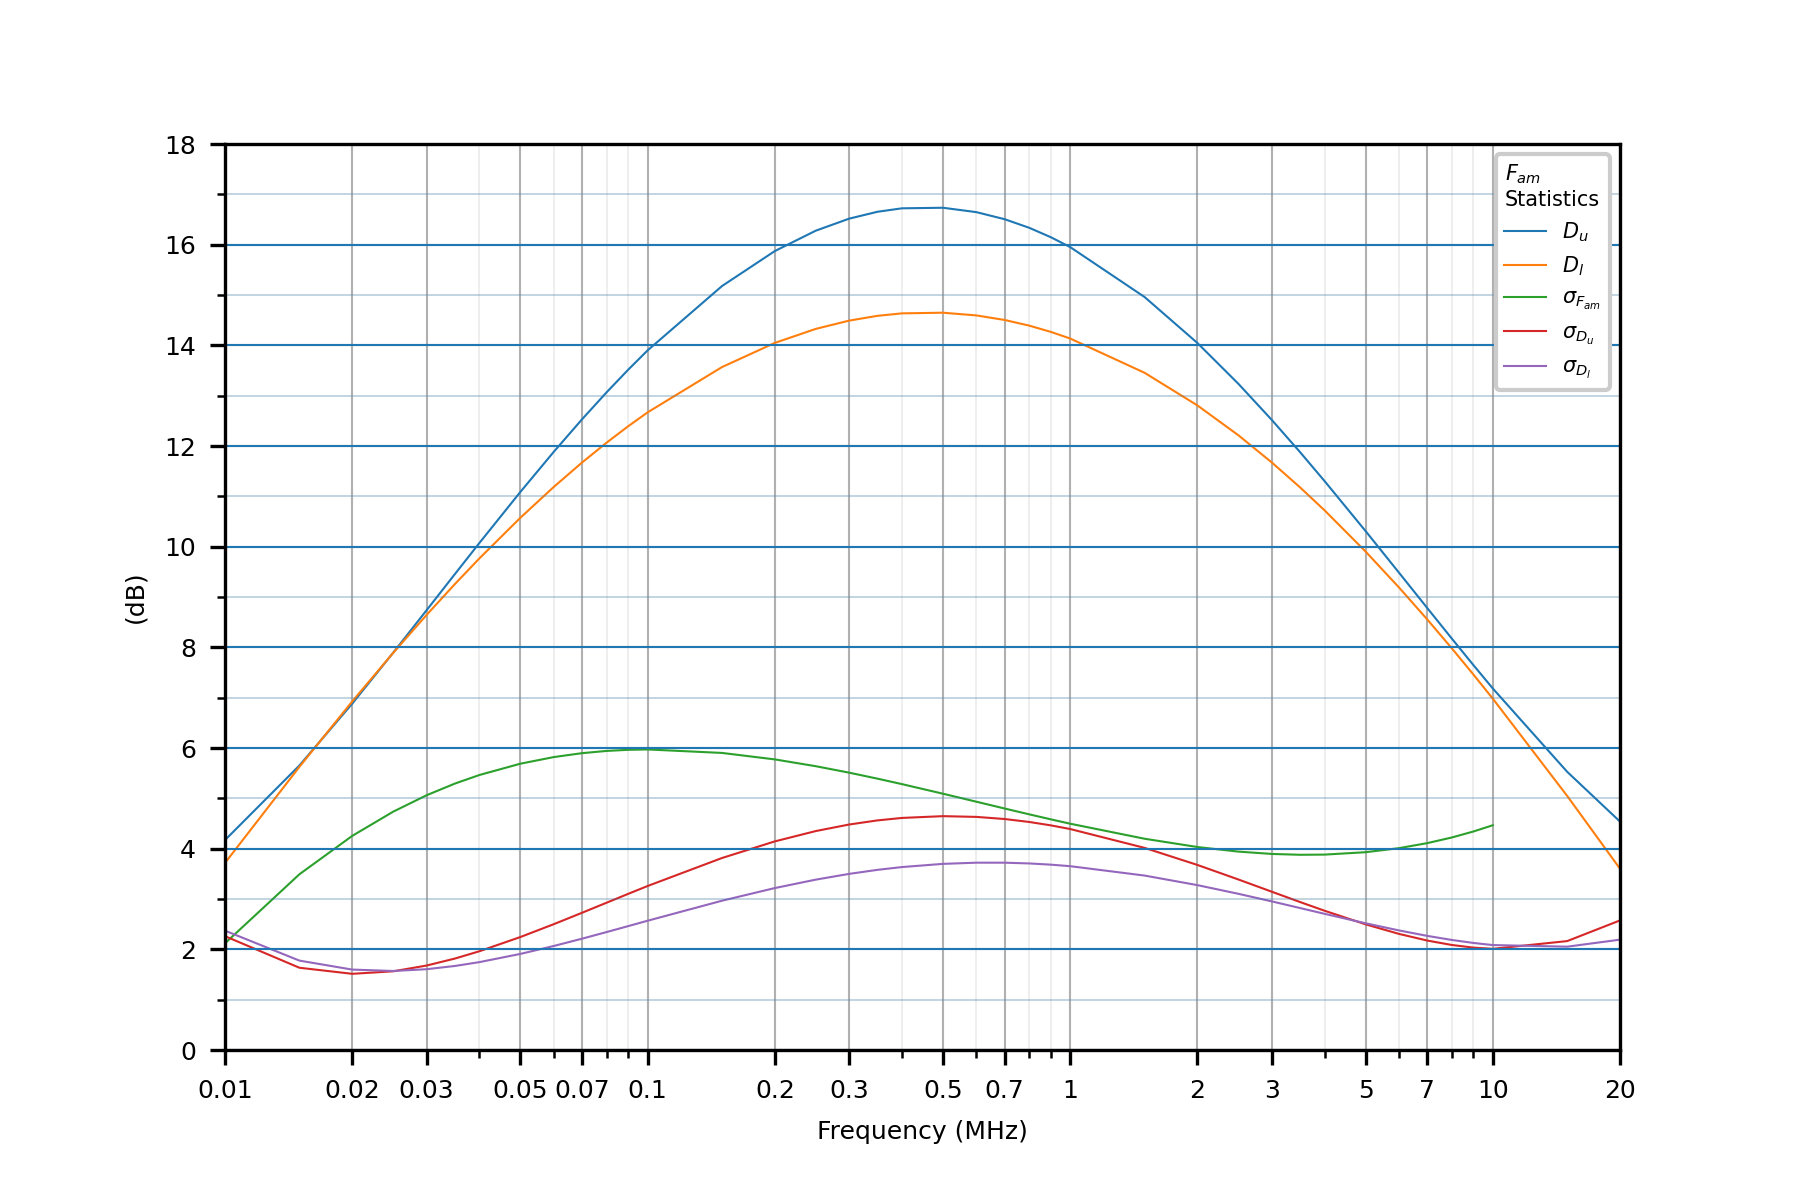 18
16
14
12
10
8
6
4
2
0
(dB)
0.01 0.02 0.03 0.05 0.07 0.1 0.2 0.3 0.5 0.7 1 2 3 5 7 10 20
Frequency (MHz)
F_am
Statistics
D_u
D_l
σ_F_am
σ_D_u
σ_D_l